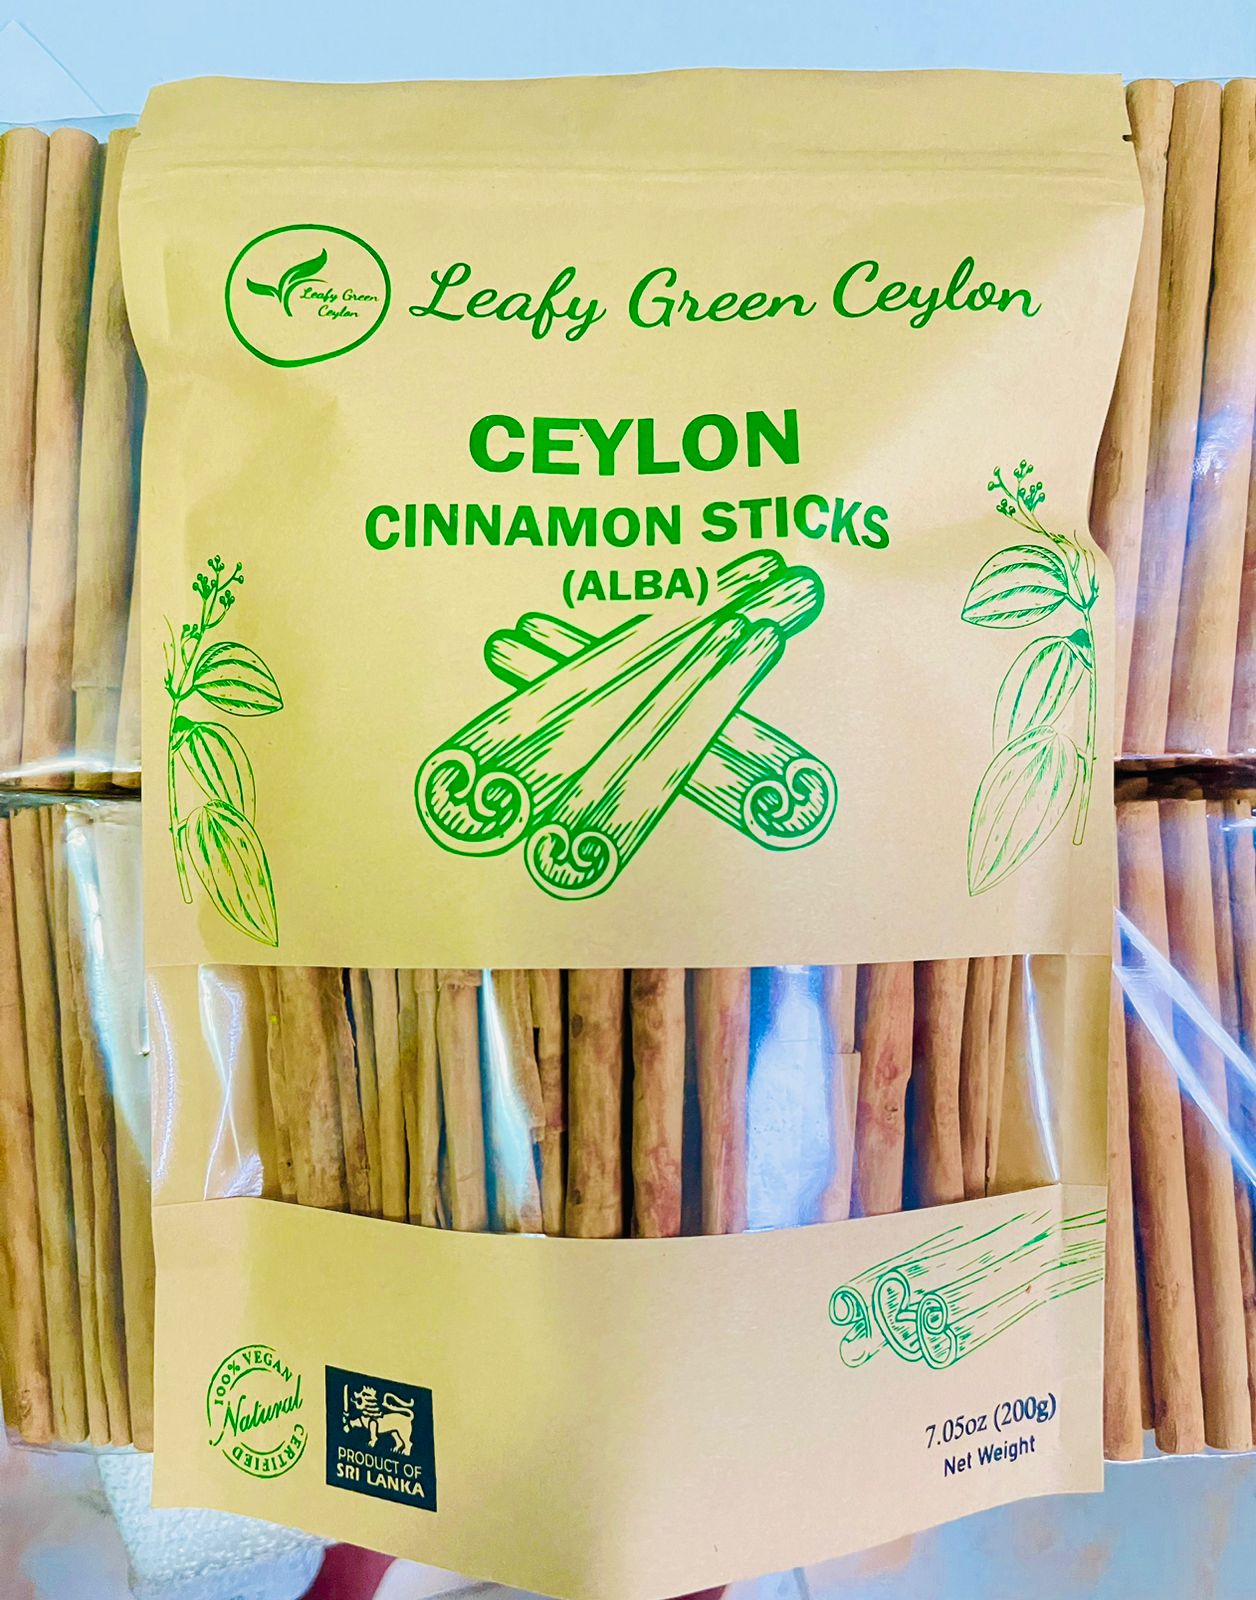 Leafy Green
Ceylon
Leafy Green Ceylon
CEYLON
CINNAMON STICKS
(ALBA)
100% VEGAN
Natural
CERTIFIED
PRODUCT OF
SRI LANKA
7.05oz (200g)
Net Weight